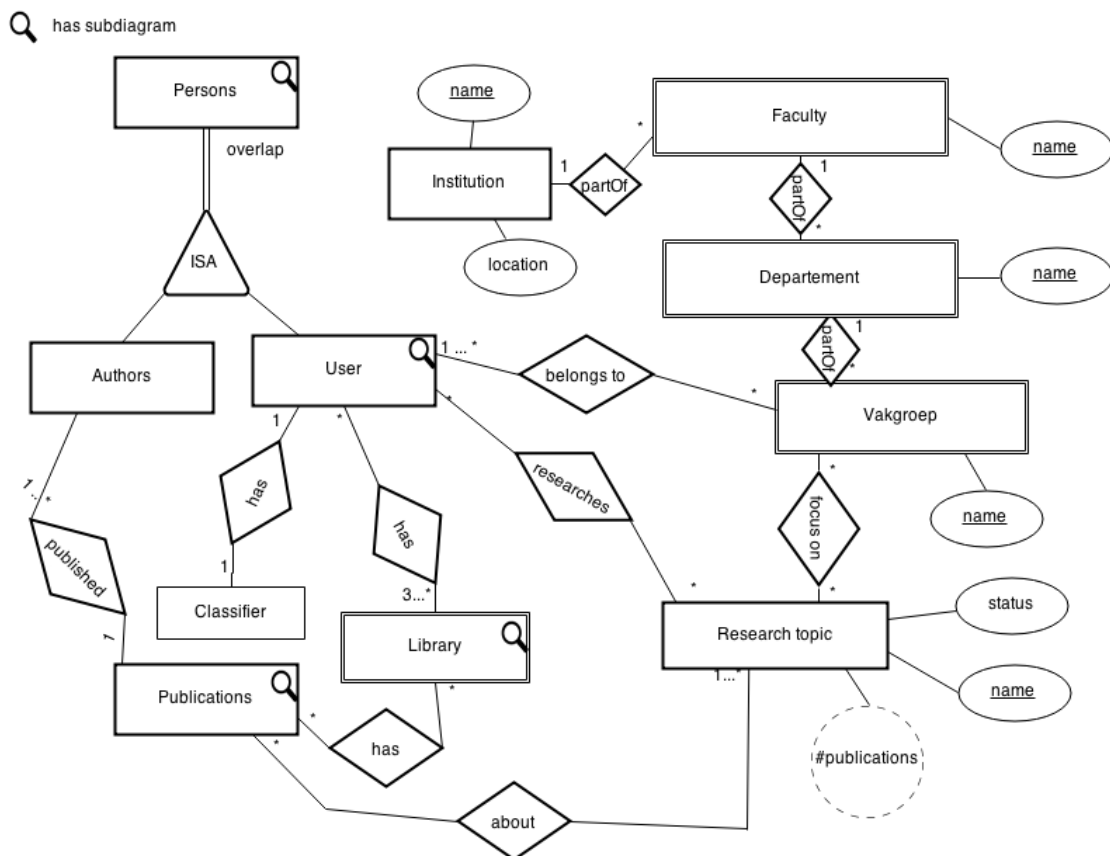 has subdiagram
Persons
overlap
ISA
Authors
User
name
Institution
location
1
partOf
*
Faculty
name
1
partOf
*
Departement
name
1
partOf
*
1 ... *
belongs to
*
Vakgroep
name
*
researches
*
*
focus on
*
Research topic
status
name
#publications
1...*
1
has
1
Classifier
*
has
3...*
Library
*
1...*
published
1
Publications
*
has
*
about